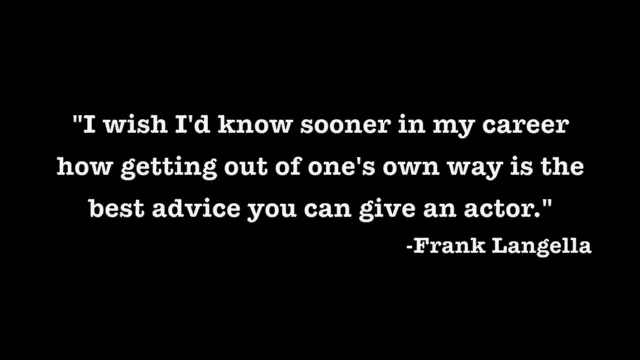 "I wish I'd know sooner in my career
how getting out of one's own way is the
best advice you can give an actor."
-Frank Langella